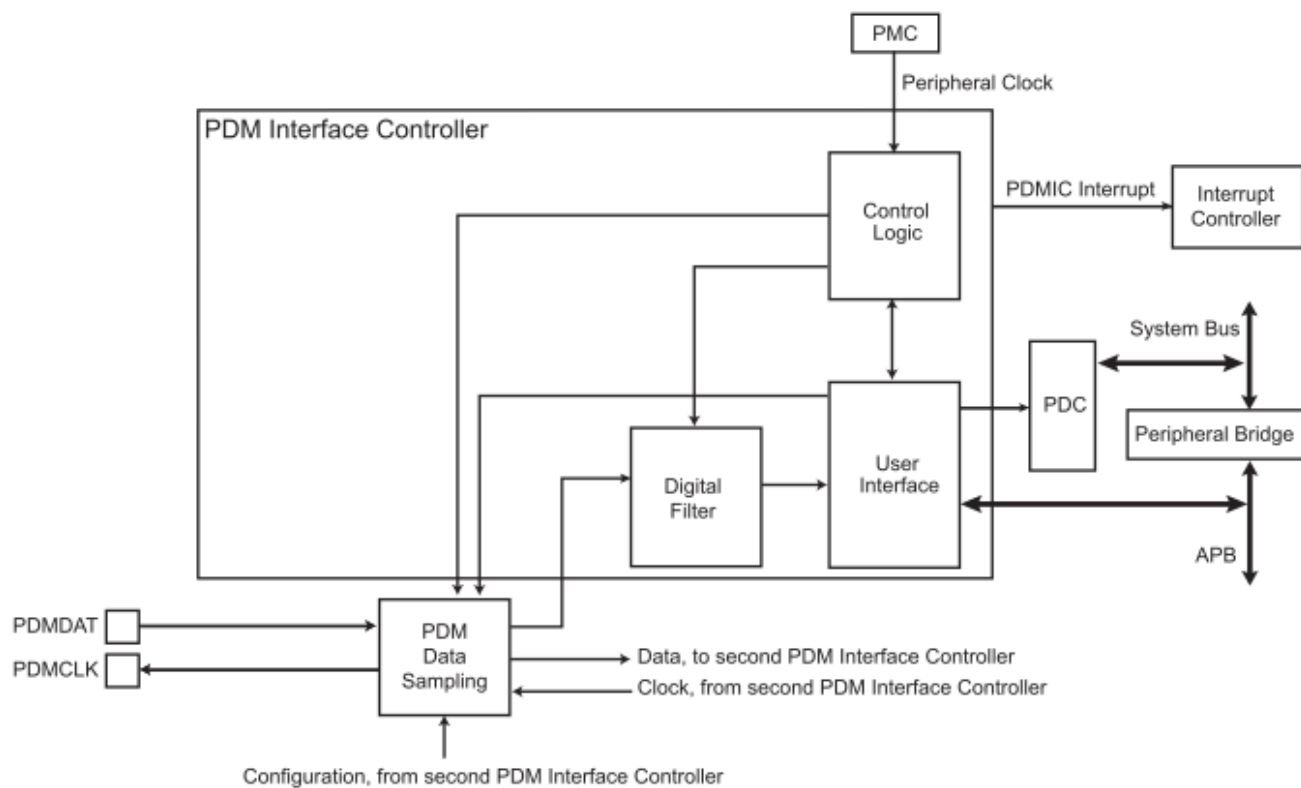 PMC
Peripheral Clock
PDM Interface Controller
Control
Logic
PDMIC Interrupt
Interrupt
Controller
System Bus
PDC
Peripheral Bridge
User
Interface
Digital
Filter
APB
PDMDAT
PDMCLK
PDM
Data
Sampling
Data, to second PDM Interface Controller
Clock, from second PDM Interface Controller
Configuration, from second PDM Interface Controller